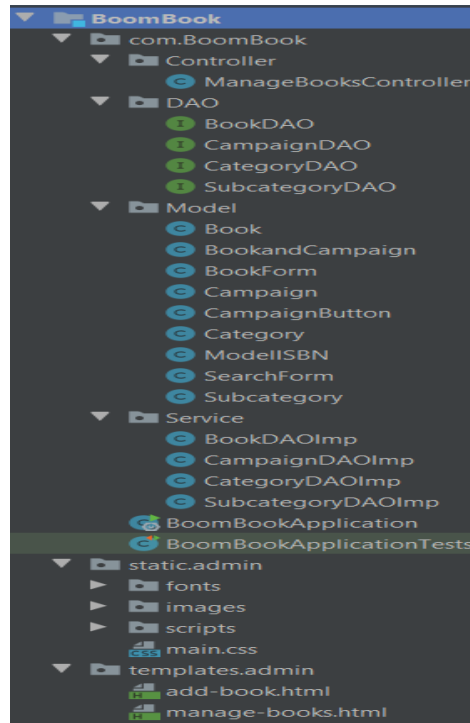 BoomBook
com.BoomBook
Controller
ManageBooksController
DAO
BookDAO
CampaignDAO
CategoryDAO
SubcategoryDAO
Model
Book
BookandCampaign
BookForm
Campaign
CampaignButton
Category
ModelISBN
SearchForm
Subcategory
Service
BookDAOImp
CampaignDAOImp
CategoryDAOImp
SubcategoryDAOImp
BoomBookApplication
BoomBookApplicationTests
static.admin
fonts
images
scripts
main.css
templates.admin
add-book.html
manage-books.html